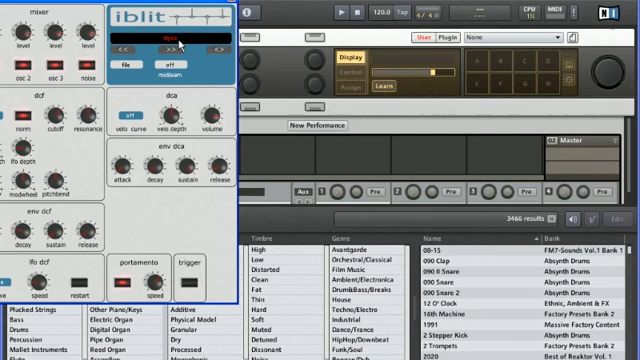 mixer
level level level
osc 2 osc 3 noise
iblit
<< >> <>
file off
midilearn
dcf
norm cutoff resonance
lfo depth
modwheel pitchbend
dca
off
velo curve velo depth volume
env dca
attack decay sustain release
env dcf
decay sustain release
lfo dcf
speed restart
portamento
speed
trigger
120.0 Tap
4 / 4
CPU
1%
MIDI
User Plugin
None
Display
Control
Assign
Learn
A B C D
E F G H
New Performance
02 Master
Aux 1 Pre 2 Pre 3 Pre 4 Pre
3466 results
Edit
Timbre
High
Low
Distorted
Clean
Fat
Thin
Hard
Soft
Dry
Processed
Genre
Avantgarde
Orchestral/Classical
Film Music
Ambient/Electronica
Drum&Bass/Breaks
House
Techno/Electro
Industrial
Dance/Trance
HipHop/Downbeat
Funk/Soul
Name Bank
08-15 FM7-Sounds Vol.1 Bank 1
090 Clap Absynth Drums
090 II Snare Absynth Drums
090 Snare Absynth Drums
090 Snare 2 Absynth Drums
12 O' Clock Ethnic, Ambient & FX
16th Machine Factory Presets Bank 2
1991 Massive Factory Content
2 Stepper Kick Absynth Drums
2 Trumpets Factory Presets Bank 2
2020
Plucked Strings
Bass
Drums
Percussion
Mallet Instruments
Flute
Other Piano/Keys
Electric Organ
Digital Organ
Pipe Organ
Reed Organ
Additive
Physical Model
Granular